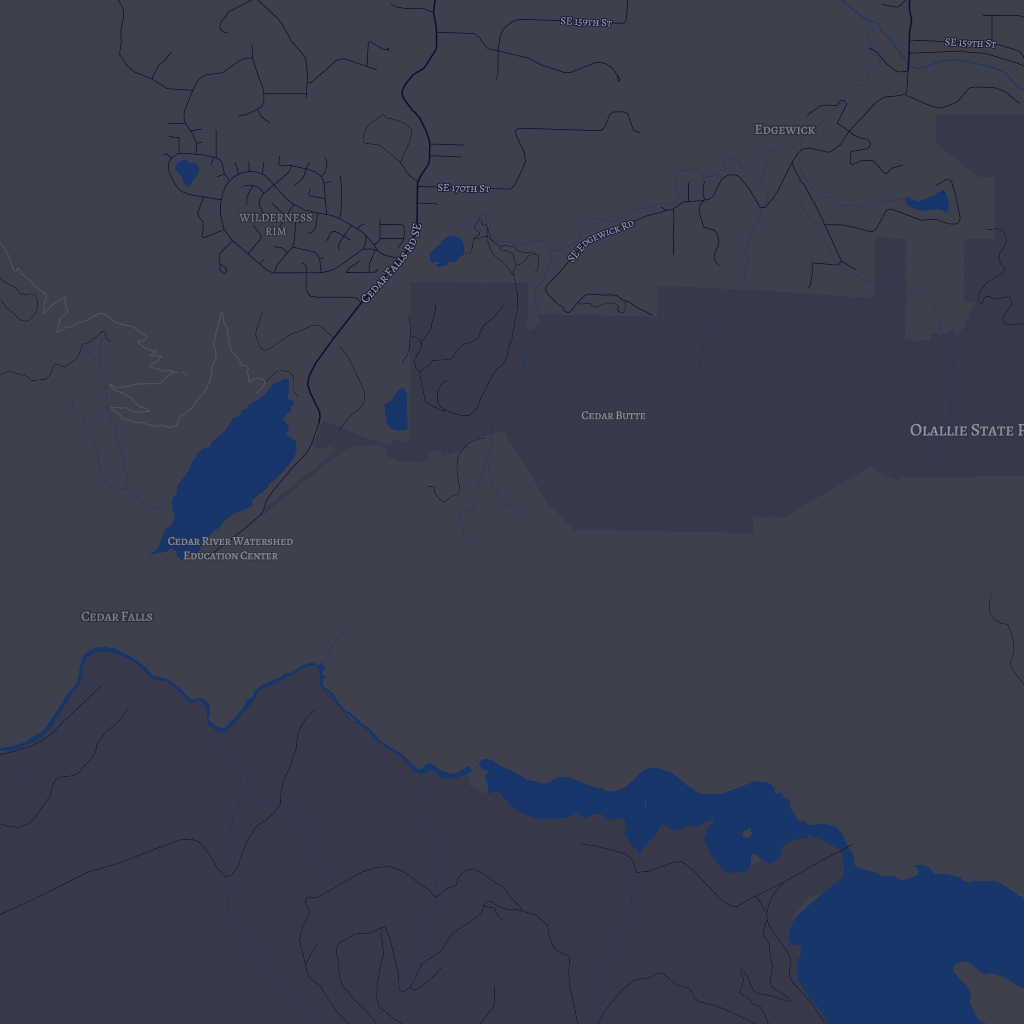 SE 159th St
SE 159th St
Edgewick
SE 170th St
Wilderness
Rim
SE Edgewick Rd
Cedar Falls Rd SE
Cedar Butte
Olallie State P
Cedar River Watershed
Education Center
Cedar Falls